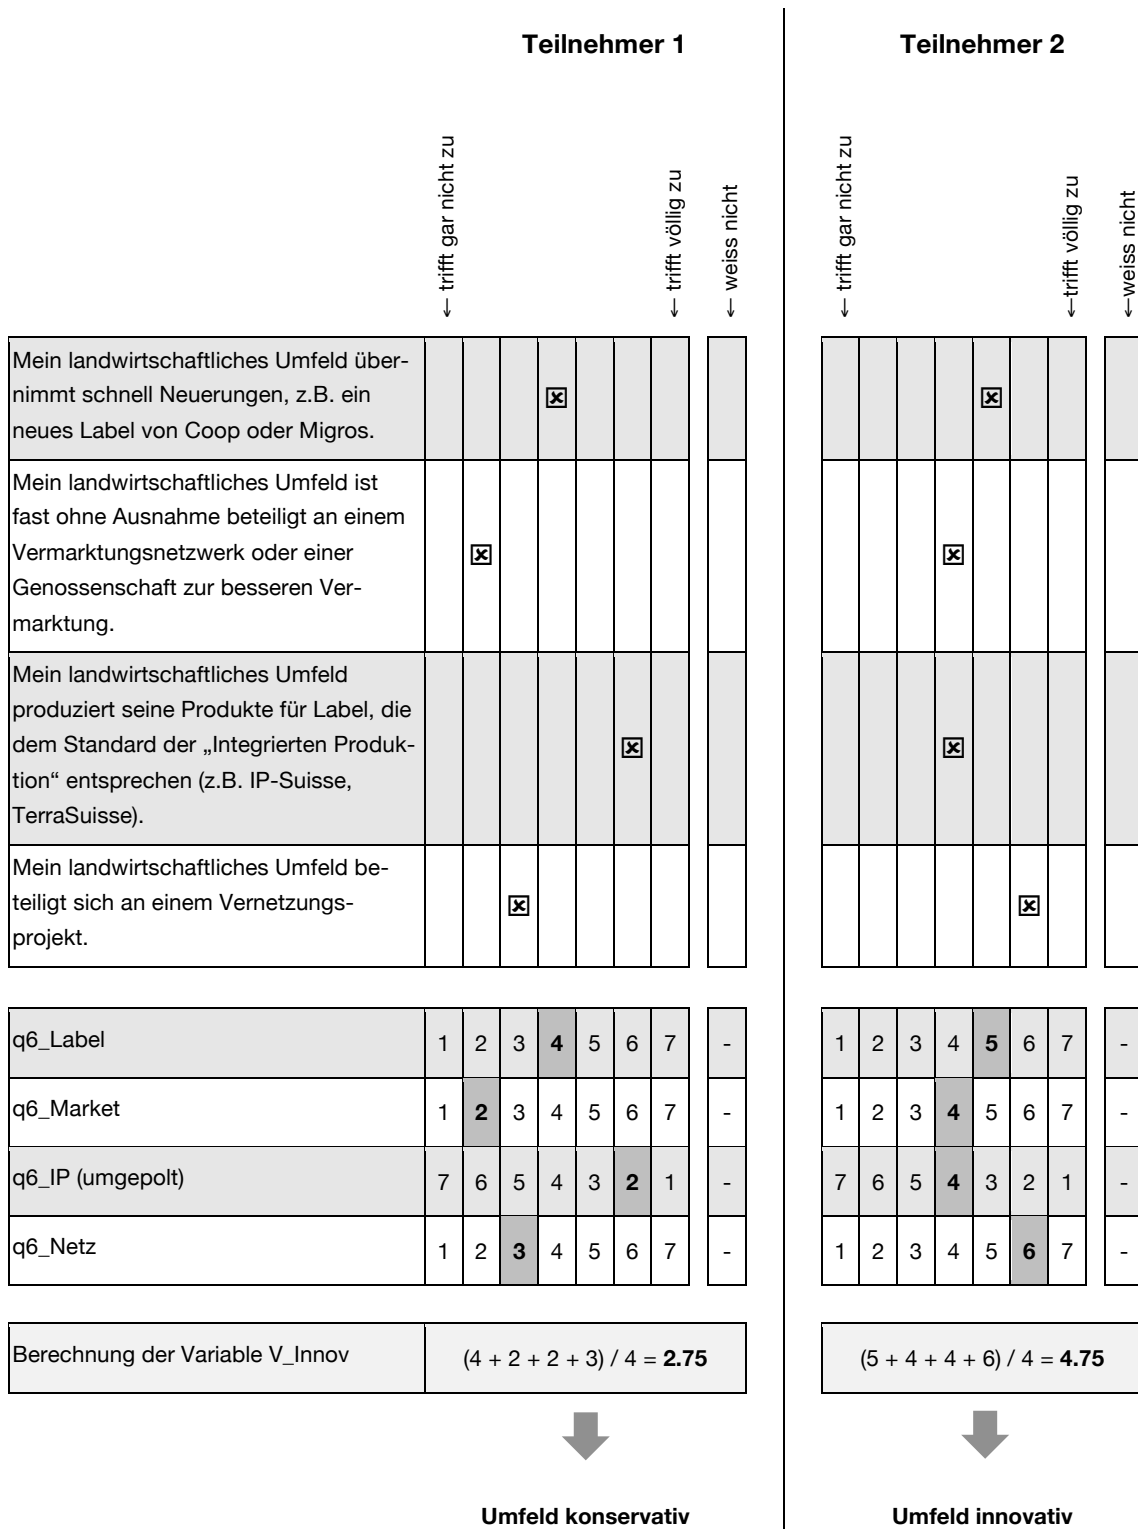 Teilnehmer 1
Teilnehmer 2
← trifft gar nicht zu
← trifft völlig zu
← weiss nicht
← trifft gar nicht zu
←trifft völlig zu
←weiss nicht
Mein landwirtschaftliches Umfeld über-
nimmt schnell Neuerungen, z.B. ein
neues Label von Coop oder Migros.
Mein landwirtschaftliches Umfeld ist
fast ohne Ausnahme beteiligt an einem
Vermarktungsnetzwerk oder einer
Genossenschaft zur besseren Ver-
marktung.
Mein landwirtschaftliches Umfeld
produziert seine Produkte für Label, die
dem Standard der „Integrierten Produk-
tion“ entsprechen (z.B. IP-Suisse,
TerraSuisse).
Mein landwirtschaftliches Umfeld be-
teiligt sich an einem Vernetzungs-
projekt.
q6_Label 1 2 3 4 5 6 7 - 1 2 3 4 5 6 7 -
q6_Market 1 2 3 4 5 6 7 - 1 2 3 4 5 6 7 -
q6_IP (umgepolt) 7 6 5 4 3 2 1 - 7 6 5 4 3 2 1 -
q6_Netz 1 2 3 4 5 6 7 - 1 2 3 4 5 6 7 -
Berechnung der Variable V_Innov (4 + 2 + 2 + 3) / 4 = 2.75 (5 + 4 + 4 + 6) / 4 = 4.75
Umfeld konservativ
Umfeld innovativ